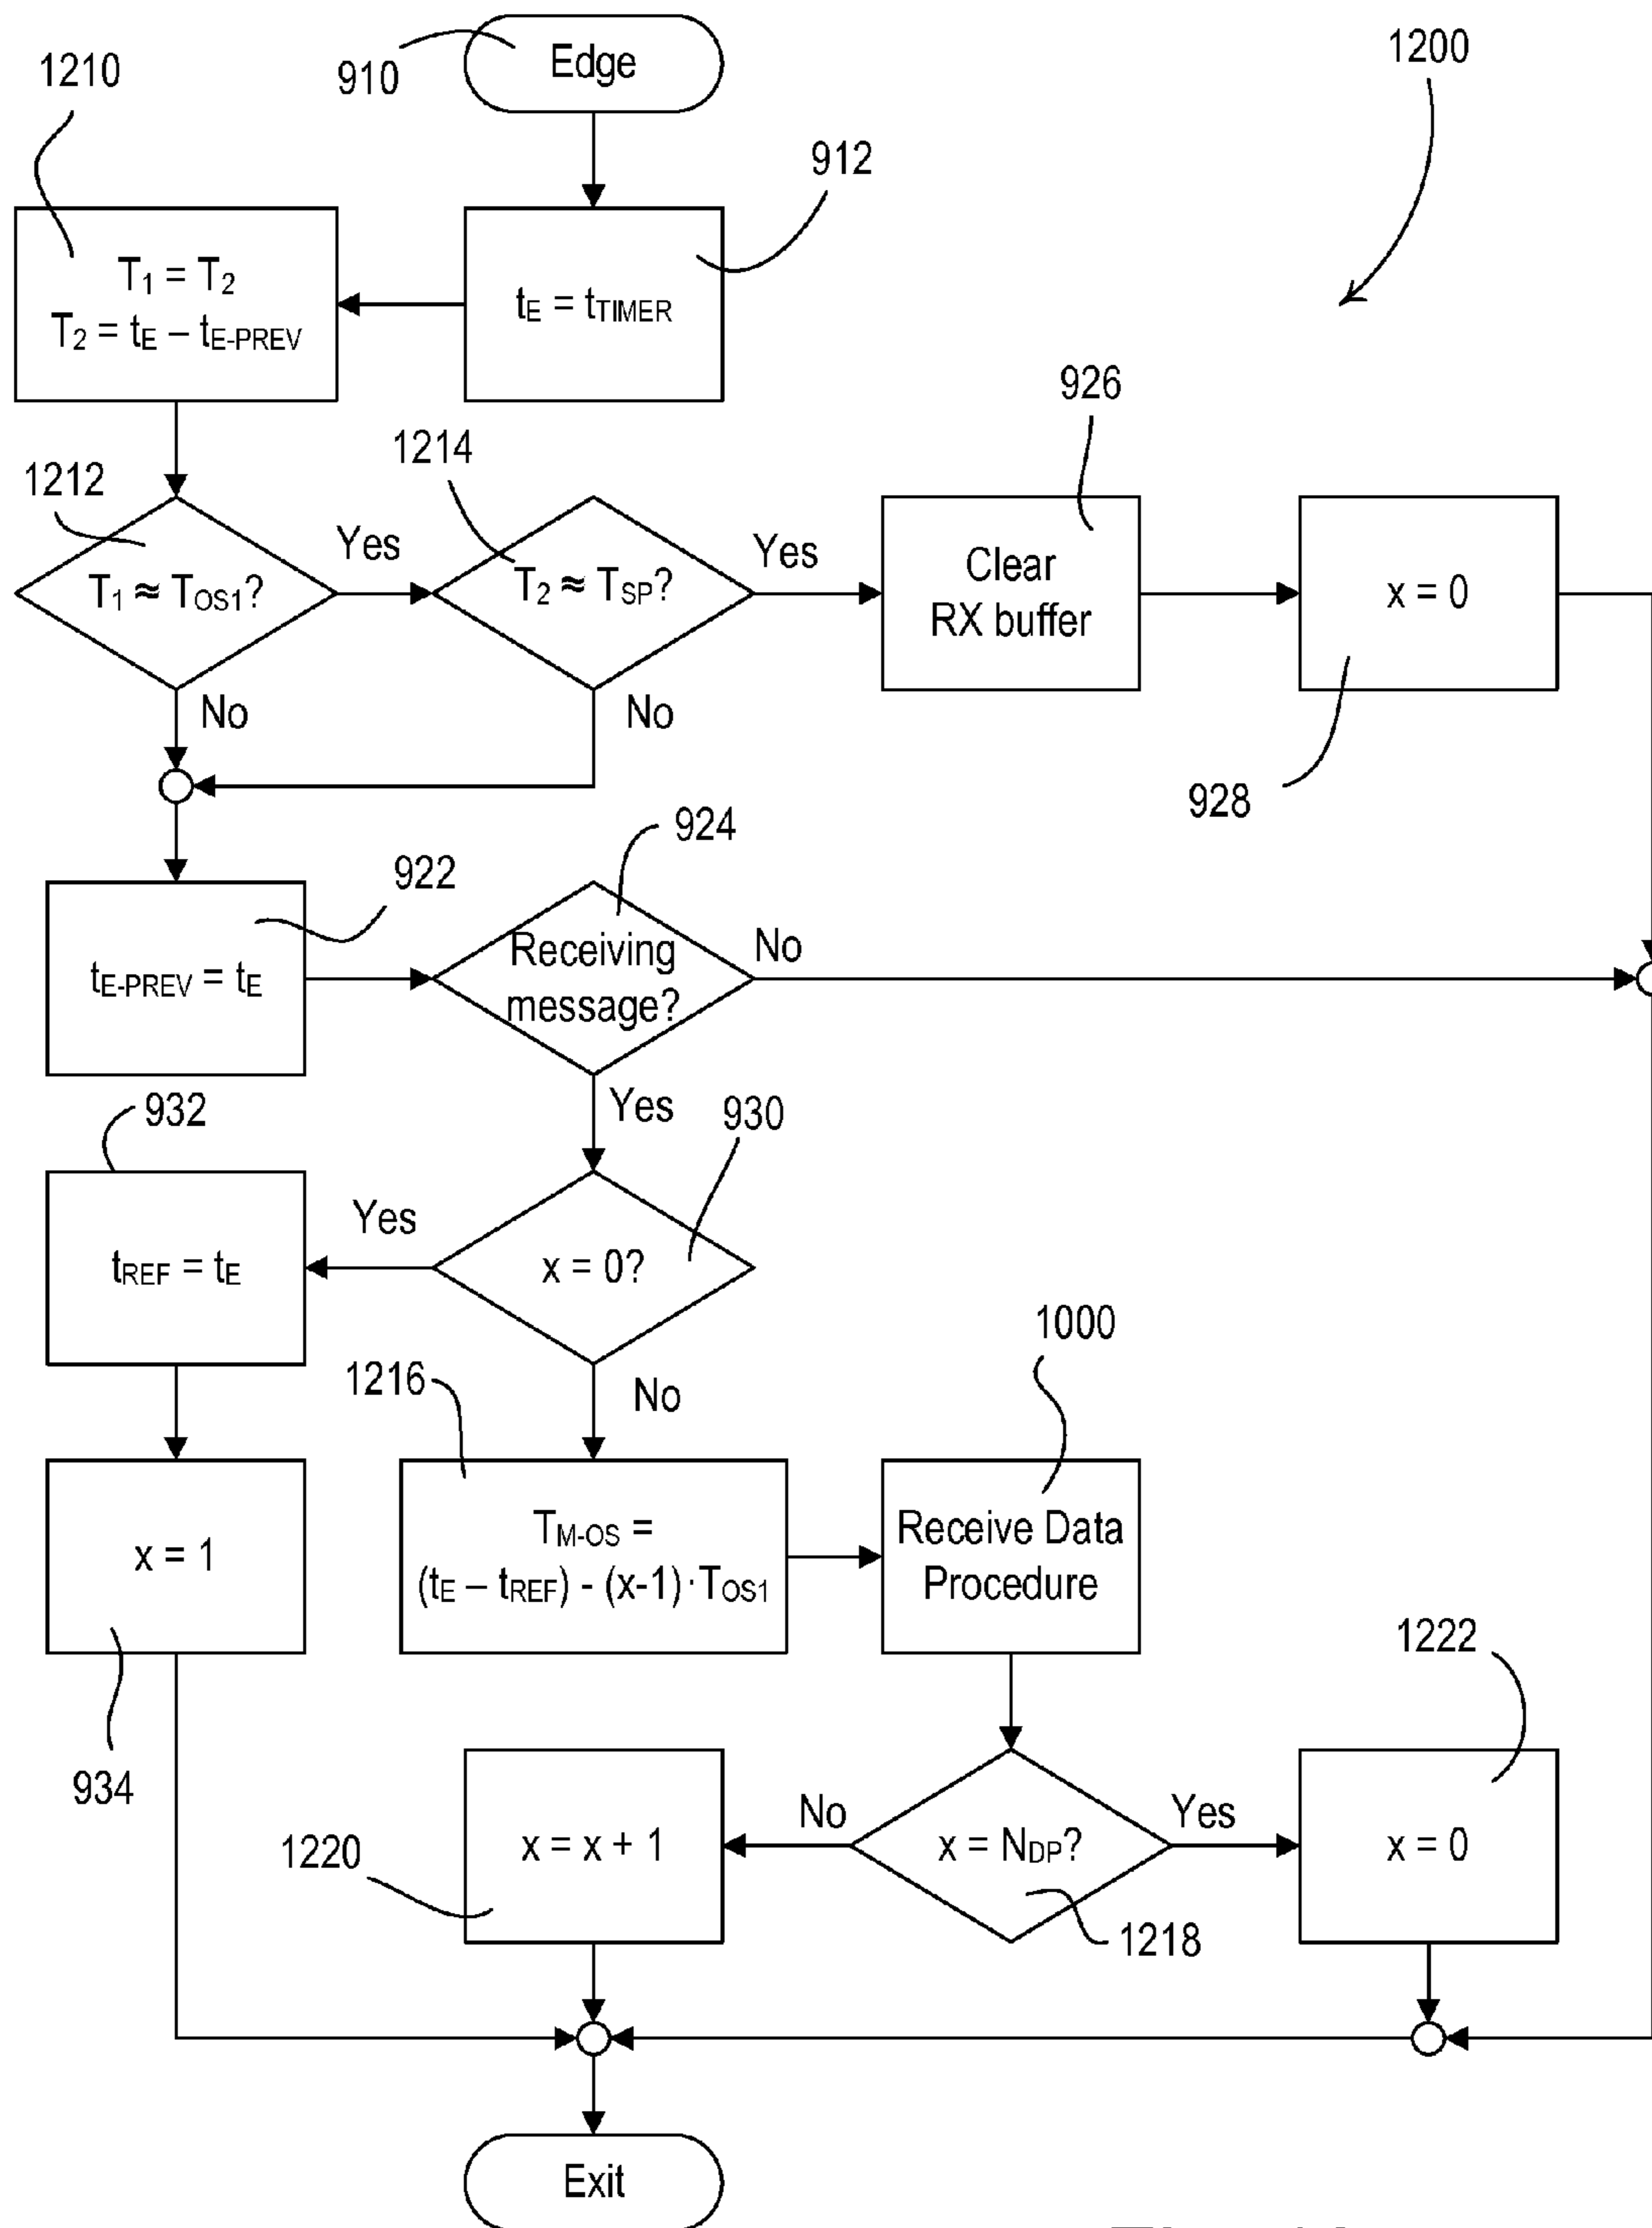 Edge
910
1210
1200
912
T₁ = T₂
T₂ = tE – tE-PREV
tE = tTIMER
926
1214
1212
Yes
Yes
T₁ ≈ TOS1?
T₂ ≈ TSP?
Clear
RX buffer
x = 0
No
No
928
924
922
Receiving
message?
No
tE-PREV = tE
Yes
932
930
Yes
tREF = tE
x = 0?
1000
1216
No
x = 1
TM-OS =
(tE – tREF) - (x-1)·TOS1
Receive Data
Procedure
1222
934
No
Yes
1220
x = x + 1
x = NDP?
x = 0
1218
Exit